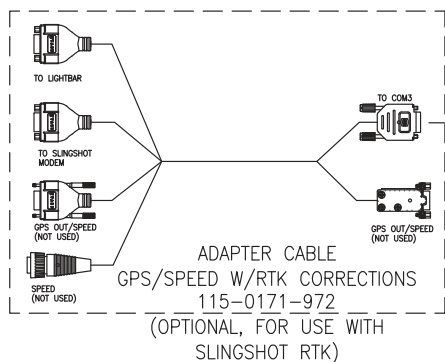 TO LIGHTBAR
TO COM3
TO SLINGSHOT
MODEM
GPS OUT/SPEED
(NOT USED)
GPS OUT/SPEED
(NOT USED)
SPEED
(NOT USED)
ADAPTER CABLE
GPS/SPEED W/RTK CORRECTIONS
115-0171-972
(OPTIONAL, FOR USE WITH
SLINGSHOT RTK)